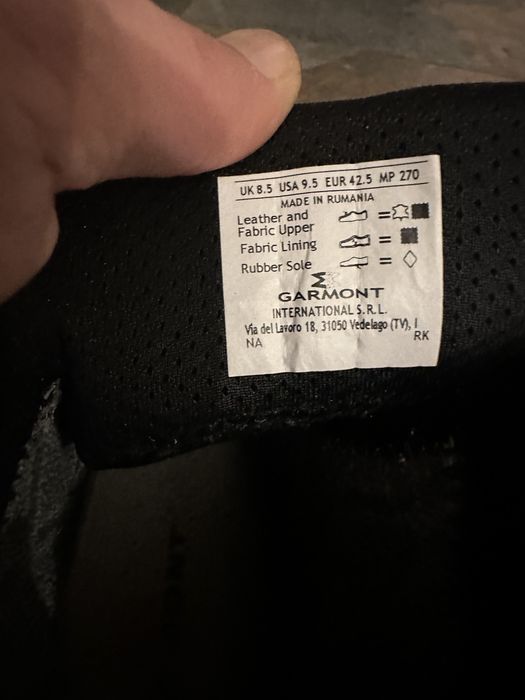 UK 8.5 USA 9.5 EUR 42.5 MP 270
MADE IN RUMANIA
Leather and
Fabric Upper
Fabric Lining
Rubber Sole
GARMONT
INTERNATIONAL S.R.L.
Via del Lavoro 18, 31050 Vedelago (TV), I
NA RK